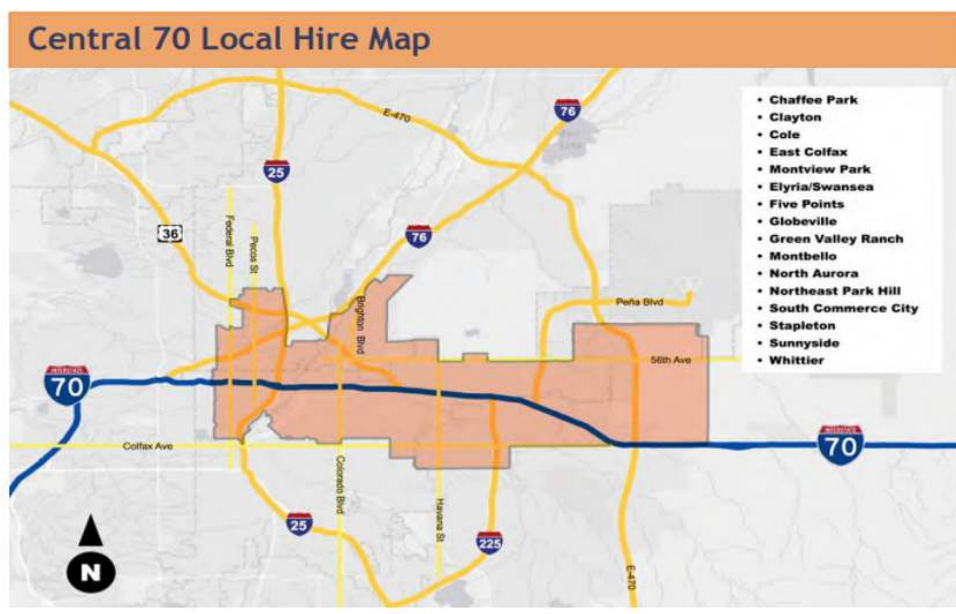 Central 70 Local Hire Map
• Chaffee Park
• Clayton
• Cole
• East Colfax
• Montview Park
• Elyria/Swansea
• Five Points
• Globeville
• Green Valley Ranch
• Montbello
• North Aurora
• Northeast Park Hill
• South Commerce City
• Stapleton
• Sunnyside
• Whittier
E-470
76
25
36
Federal Blvd
Pecos St
76
Brighton Blvd
Peña Blvd
56th Ave
INTERSTATE
70
Colfax Ave
INTERSTATE
70
Colorado Blvd
Havana St
25
225
E-470
N